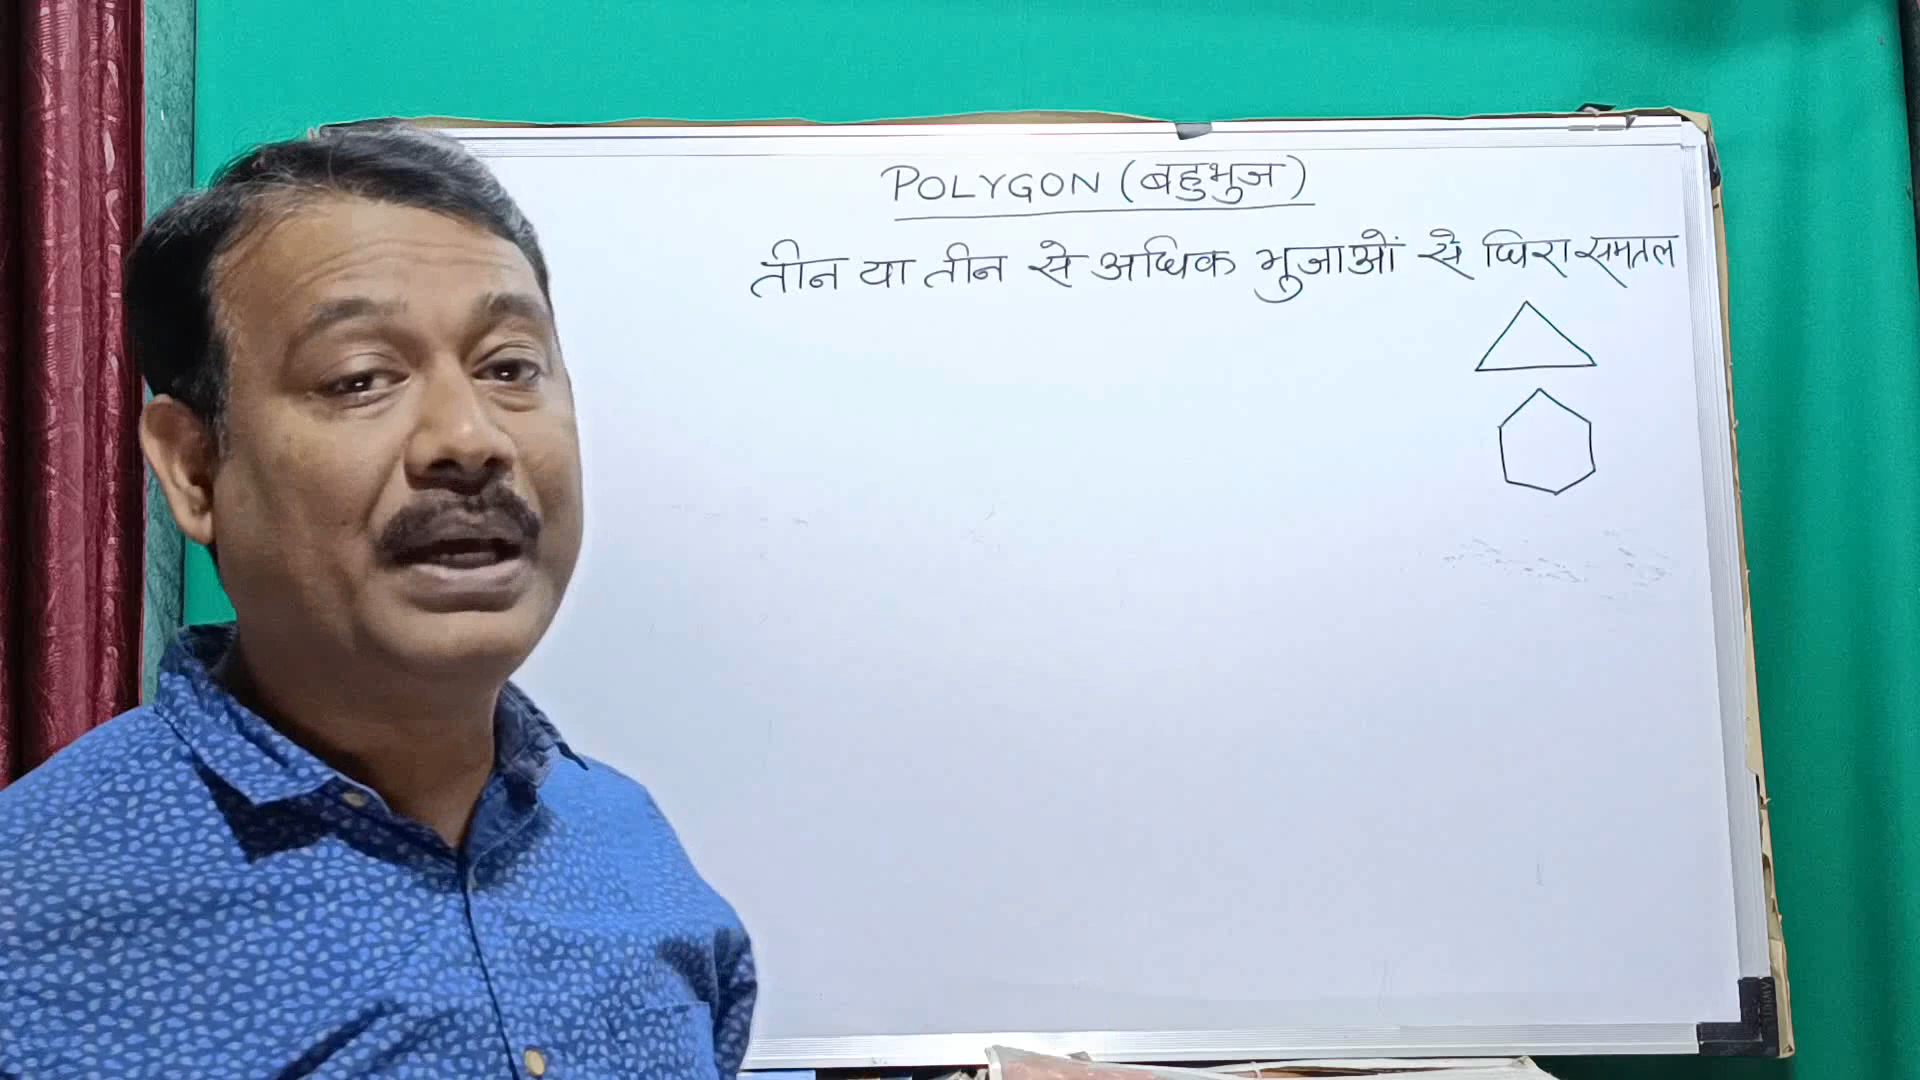 POLYGON (बहुभुज)
तीन या तीन से अधिक भुजाओं से घिरा समतल